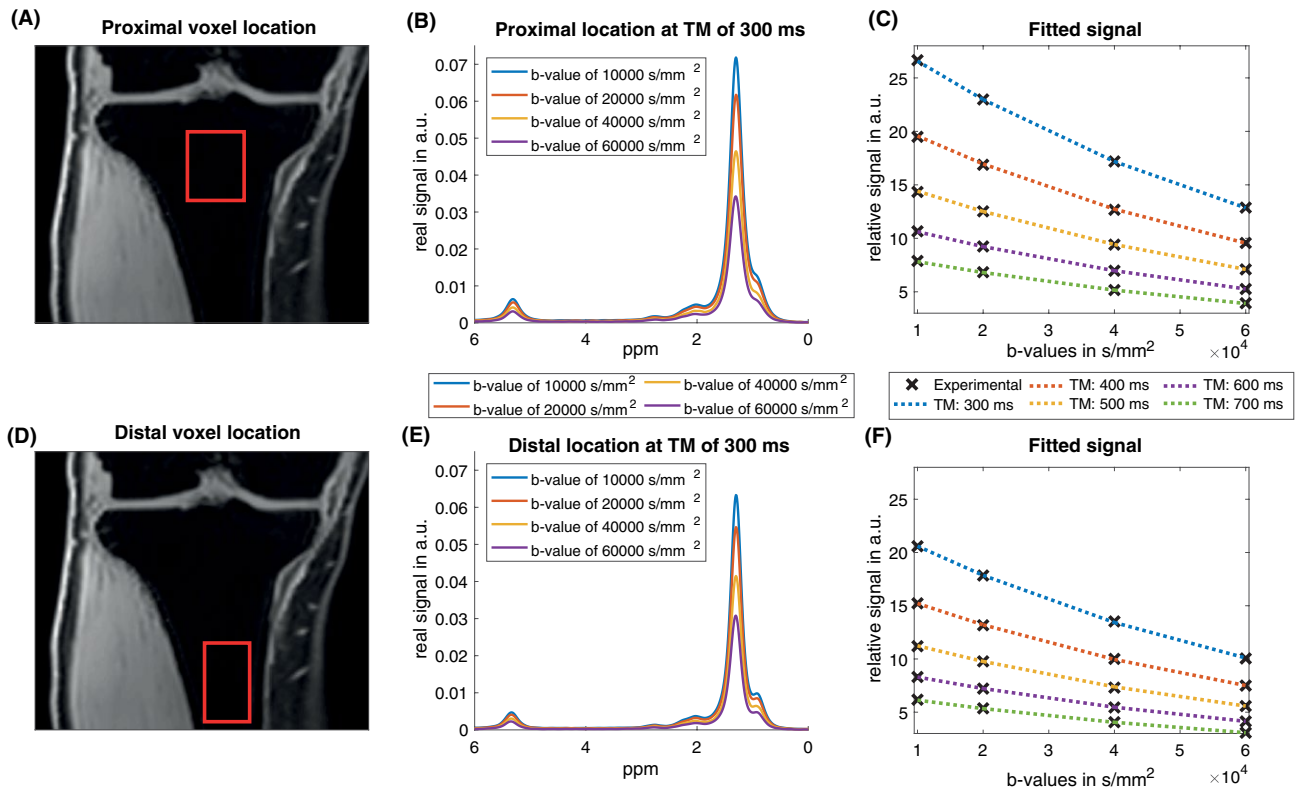 (A)
Proximal voxel location
(B)
Proximal location at TM of 300 ms
b-value of 10000 s/mm 2
b-value of 20000 s/mm 2
b-value of 40000 s/mm 2
b-value of 60000 s/mm 2
real signal in a.u.
0.07
0.06
0.05
0.04
0.03
0.02
0.01
0
6 4 2 0
ppm
(C)
Fitted signal
relative signal in a.u.
25
20
15
10
5
1 2 3 4 5 6
b-values in s/mm2 ×10 4
b-value of 10000 s/mm2 b-value of 40000 s/mm 2
b-value of 20000 s/mm2 b-value of 60000 s/mm 2
Experimental TM: 400 ms TM: 600 ms
TM: 300 ms TM: 500 ms TM: 700 ms
(D)
Distal voxel location
(E)
Distal location at TM of 300 ms
b-value of 10000 s/mm 2
b-value of 20000 s/mm 2
b-value of 40000 s/mm 2
b-value of 60000 s/mm 2
real signal in a.u.
0.07
0.06
0.05
0.04
0.03
0.02
0.01
0
6 4 2 0
ppm
(F)
Fitted signal
relative signal in a.u.
25
20
15
10
5
1 2 3 4 5 6
b-values in s/mm2 ×10 4